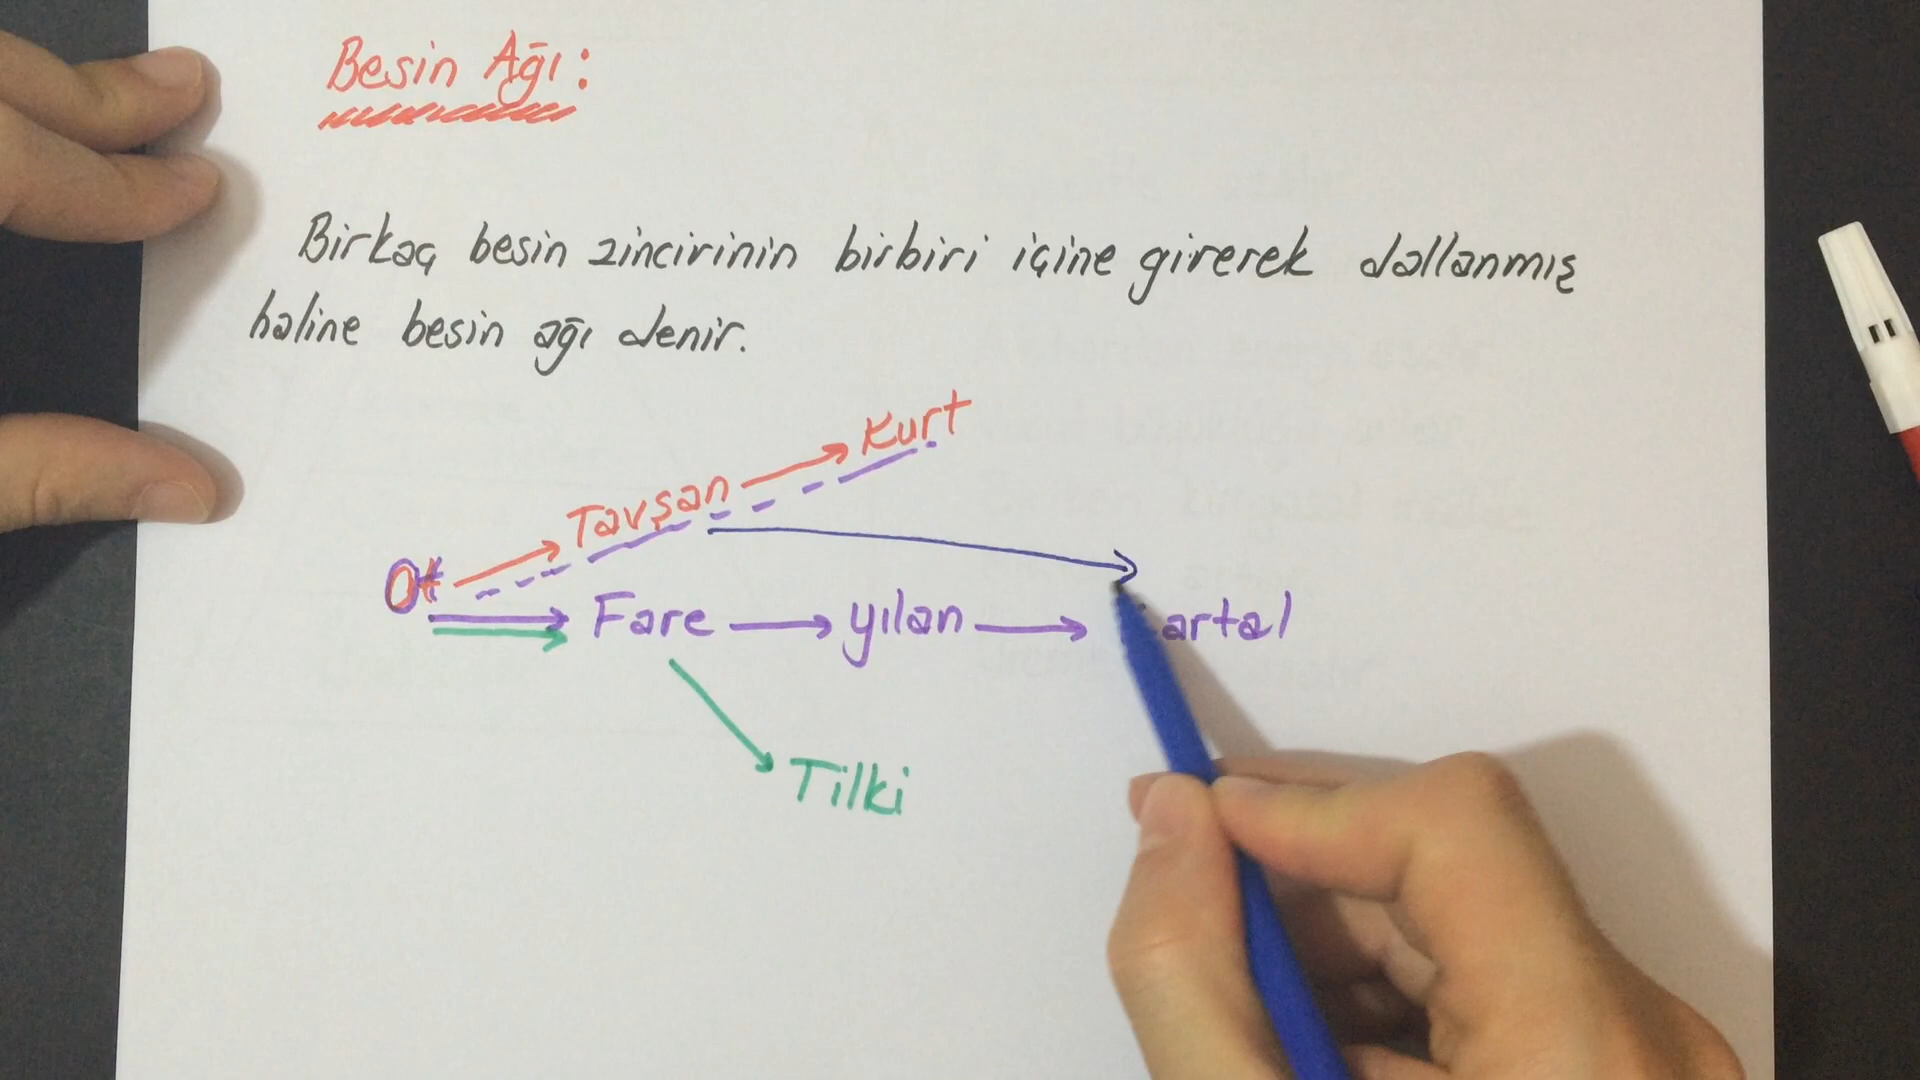 Besin Ağı:
Birkaç besin zincirinin birbiri içine girerek dallanmış
haline besin ağı denir.
Kurt
Tavşan
Ot
Fare yılan
Tilki